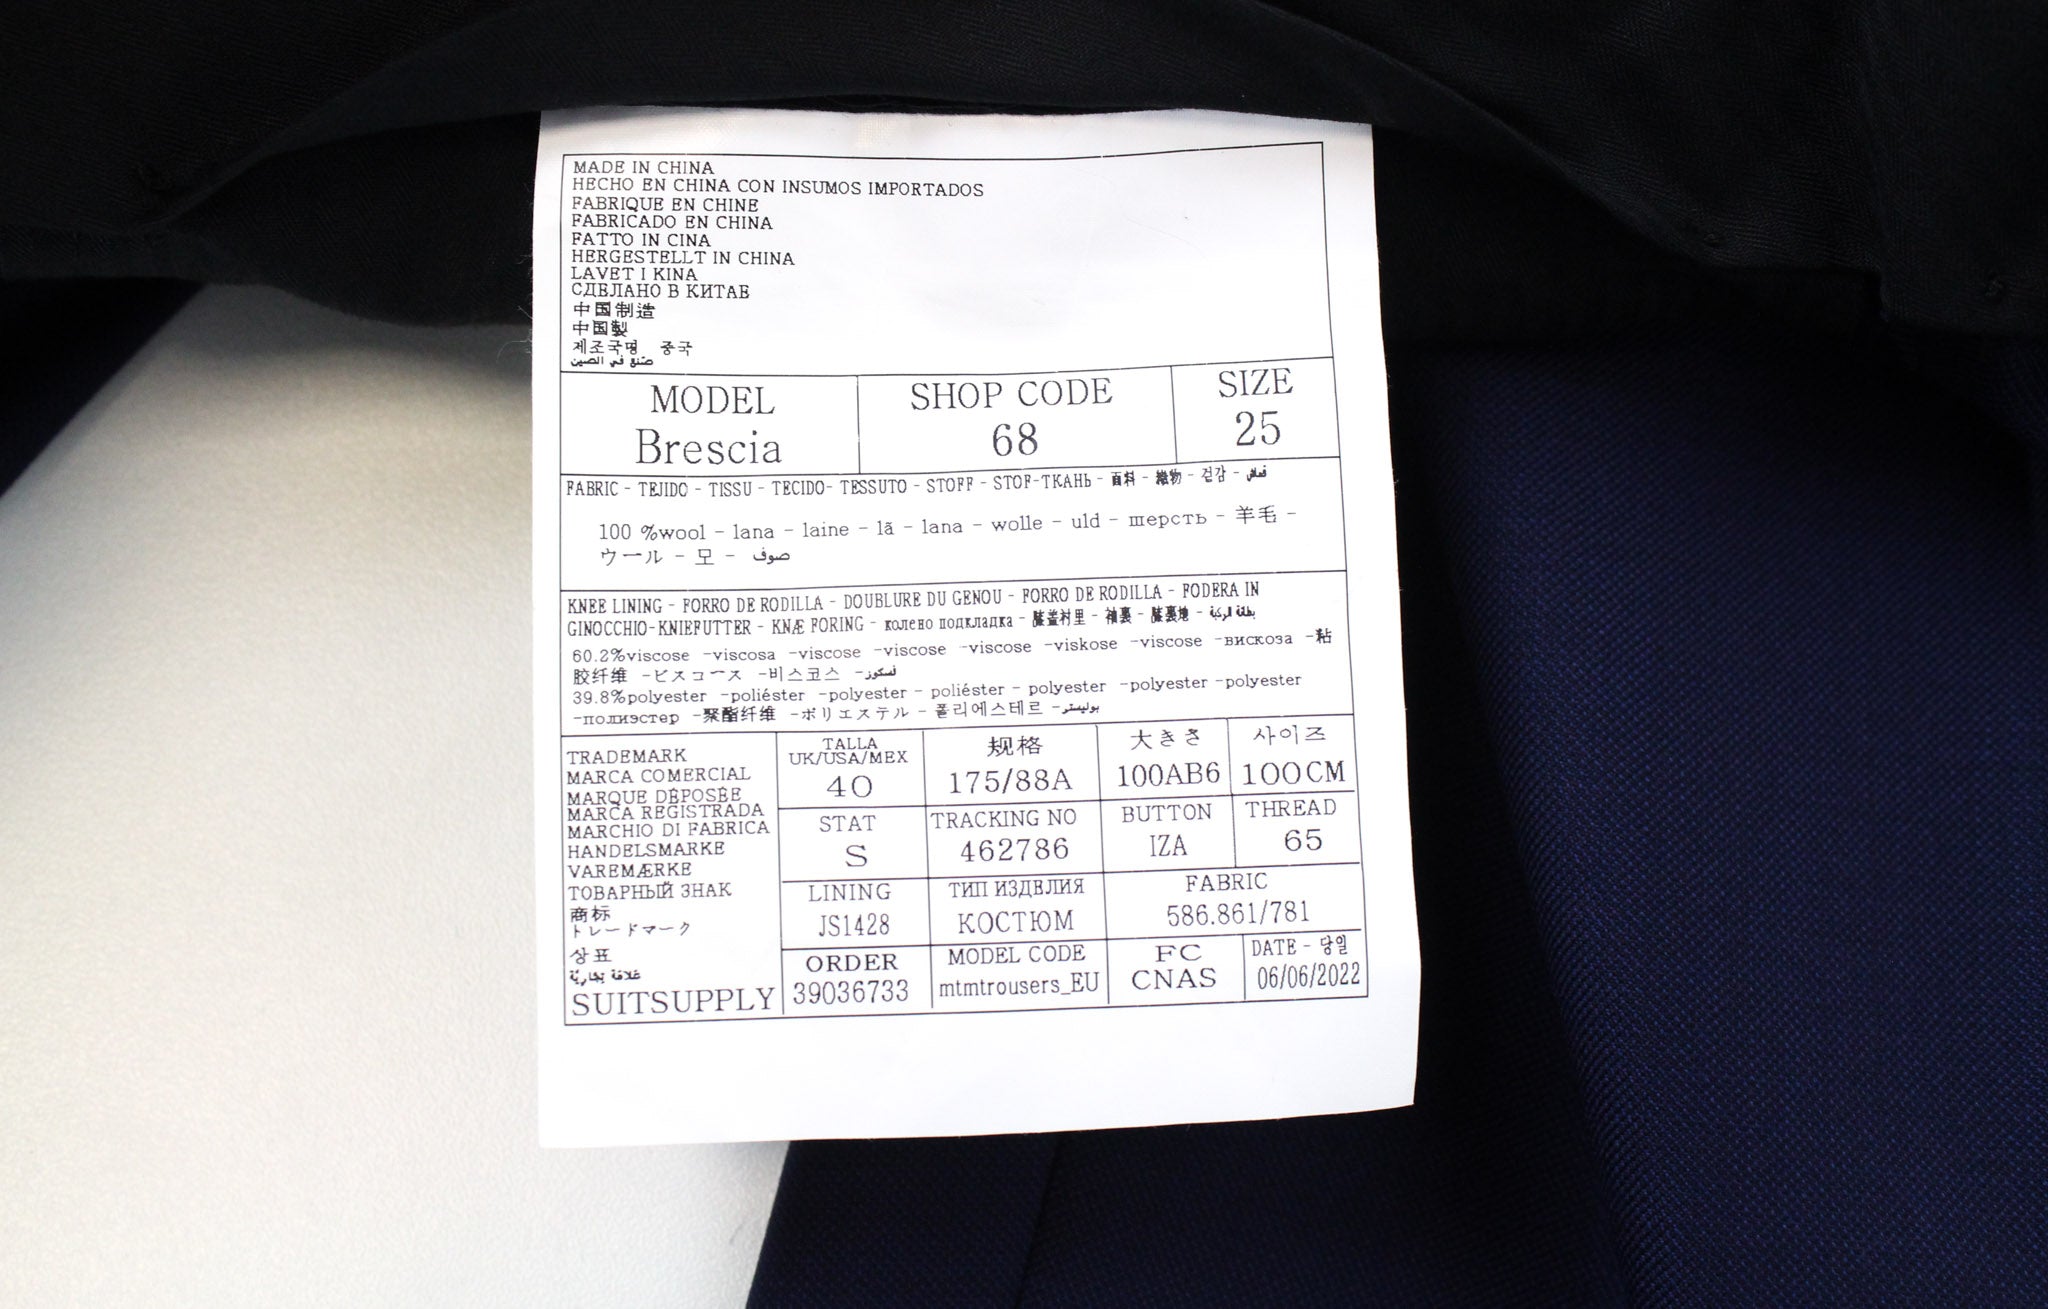 MADE IN CHINA
HECHO EN CHINA CON INSUMOS IMPORTADOS
FABRIQUE EN CHINE
FABRICADO EN CHINA
FATTO IN CINA
HERGESTELLT IN CHINA
LAVET I KINA
СДЕЛАНО В КИТАЕ
中国制造
中国製
제조국명 중국
صنع في الصين
MODEL
Brescia
SHOP CODE
68
SIZE
25
FABRIC - TEJIDO - TISSU - TECIDO- TESSUTO - STOFF - STOF-ТКАНЬ - 面料 - 織物 - 겉감 - قماش
100 %wool - lana - laine - lã - lana - wolle - uld - шерсть - 羊毛 -
ウール - 모 - صوف
KNEE LINING - FORRO DE RODILLA - DOUBLURE DU GENOU - FORRO DE RODILLA - FODERA IN
GINOCCHIO-KNIEFUTTER - KNÆ FORING - колено подкладка - 膝盖衬里 - 袖裏 - 膝裏地 - بطانة الركبة
60.2%viscose -viscosa -viscose -viscose -viscose -viskose -viscose -вискоза -粘
胶纤维 -ビスコース -비스코스 -فسكوز
39.8%polyester -poliéster -polyester - poliéster - polyester -polyester -polyester
-полиэстер -聚酯纤维 -ポリエステル - 폴리에스테르 -بوليستر
TRADEMARK
MARCA COMERCIAL
MARQUE DÉPOSÉE
MARCA REGISTRADA
MARCHIO DI FABRICA
HANDELSMARKE
VAREMÆRKE
ТОВАРНЫЙ ЗНАК
商标
トレードマーク
상표
علامة تجارية
SUITSUPPLY
TALLA
UK/USA/MEX
40
规格
175/88A
大きさ
100AB6
사이즈
100CM
STAT
S
TRACKING NO
462786
BUTTON
IZA
THREAD
65
LINING
JS1428
ТИП ИЗДЕЛИЯ
КОСТЮМ
FABRIC
586.861/781
ORDER
39036733
MODEL CODE
mtmtrousers_EU
FC
CNAS
DATE - 당일
06/06/2022